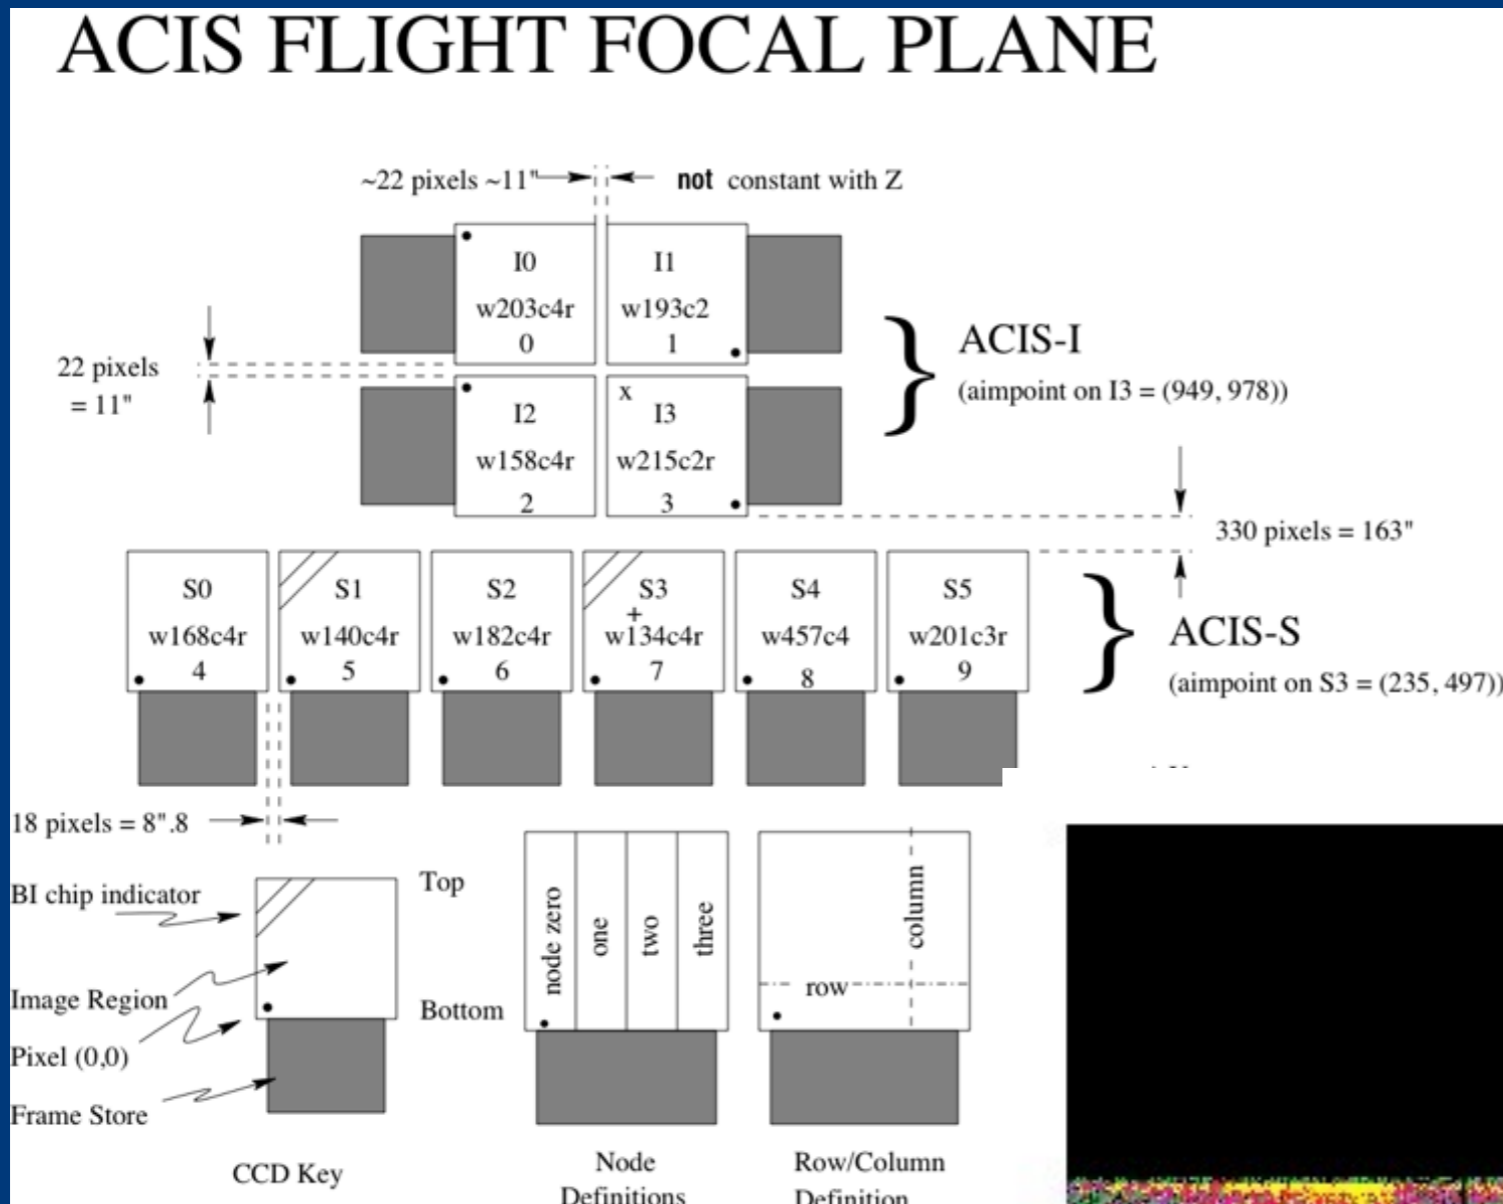 ACIS FLIGHT FOCAL PLANE
~22 pixels ~11"
not constant with Z
I0
w203c4r
0
I1
w193c2
1
22 pixels
= 11"
ACIS-I
(aimpoint on I3 = (949, 978))
I2
w158c4r
2
x
I3
w215c2r
3
330 pixels = 163"
S0
w168c4r
4
S1
w140c4r
5
S2
w182c4r
6
S3
+
w134c4r
7
S4
w457c4
8
S5
w201c3r
9
ACIS-S
(aimpoint on S3 = (235, 497))
18 pixels = 8".8
BI chip indicator
Image Region
Pixel (0,0)
Frame Store
Top
Bottom
CCD Key
node zero
one
two
three
Node
Definitions
column
row
Row/Column
Definition